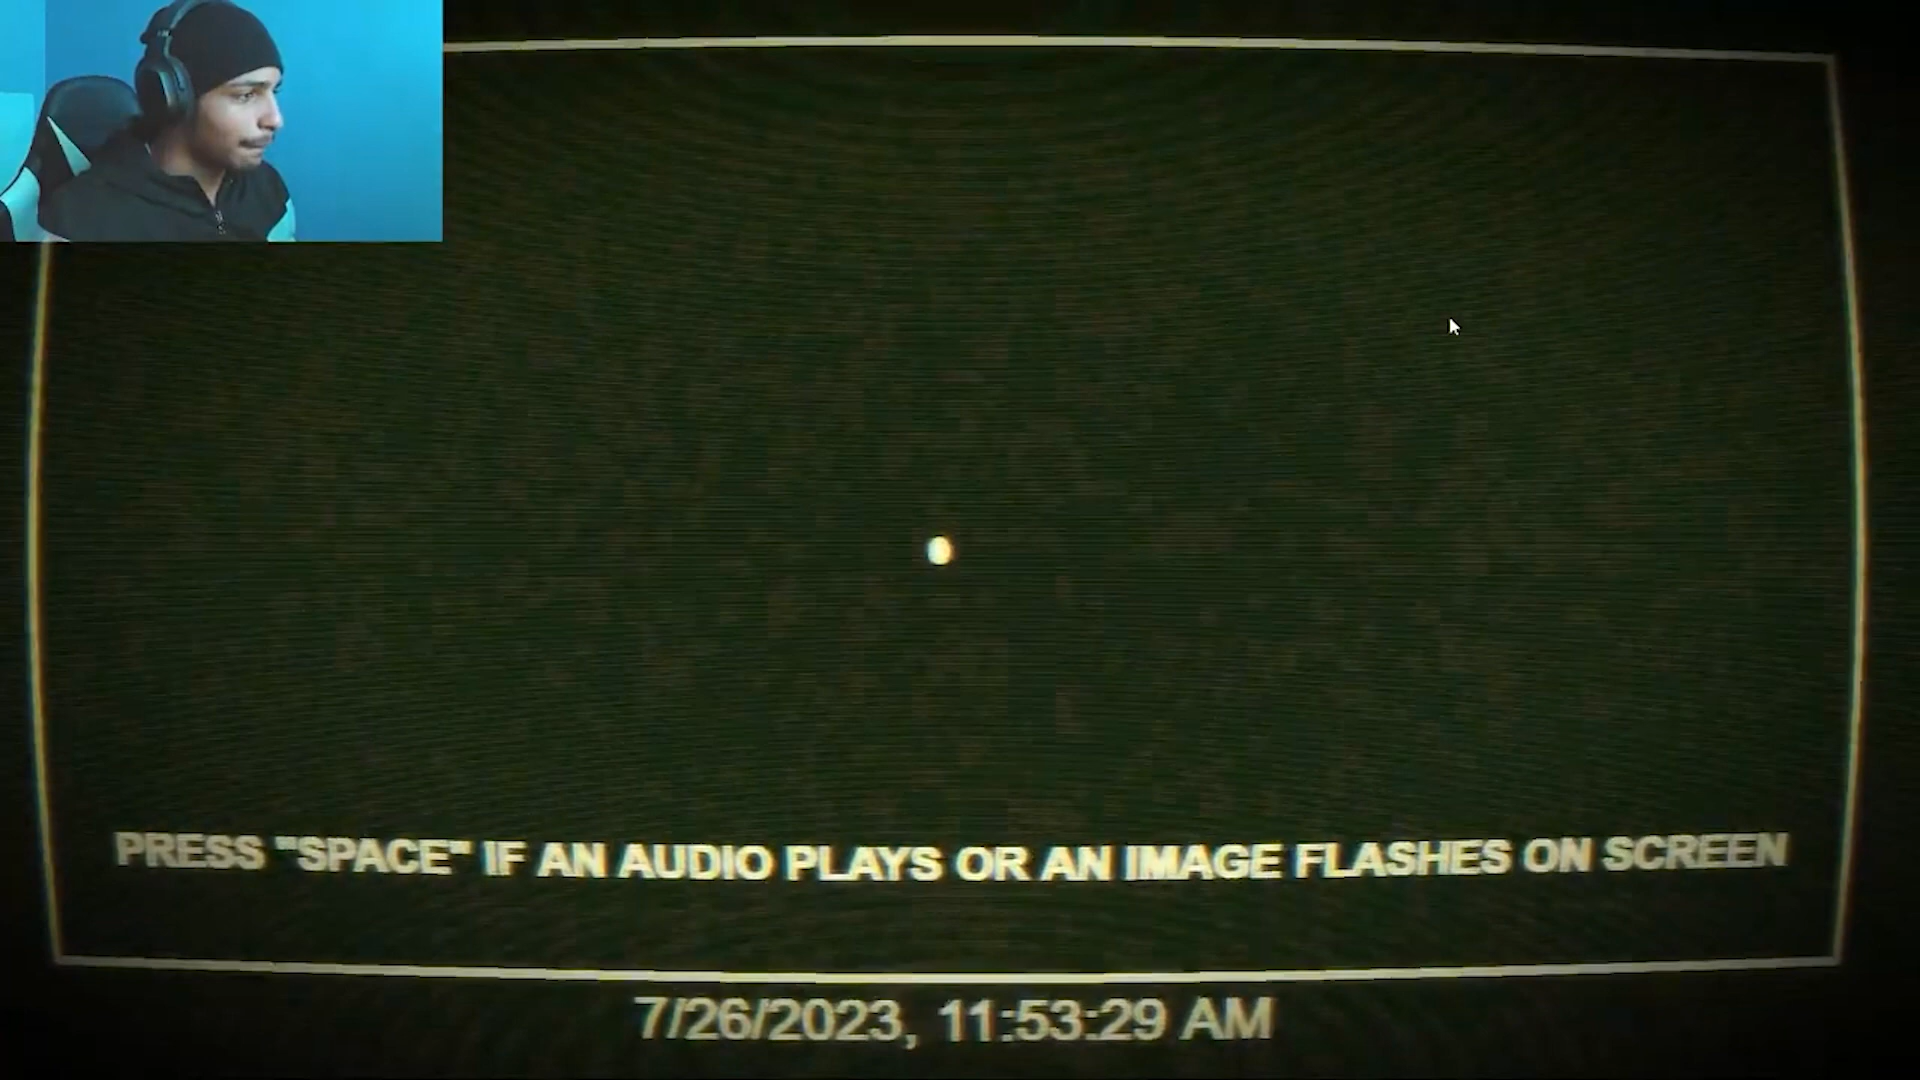 PRESS "SPACE" IF AN AUDIO PLAYS OR AN IMAGE FLASHES ON SCREEN
7/26/2023, 11:53:29 AM